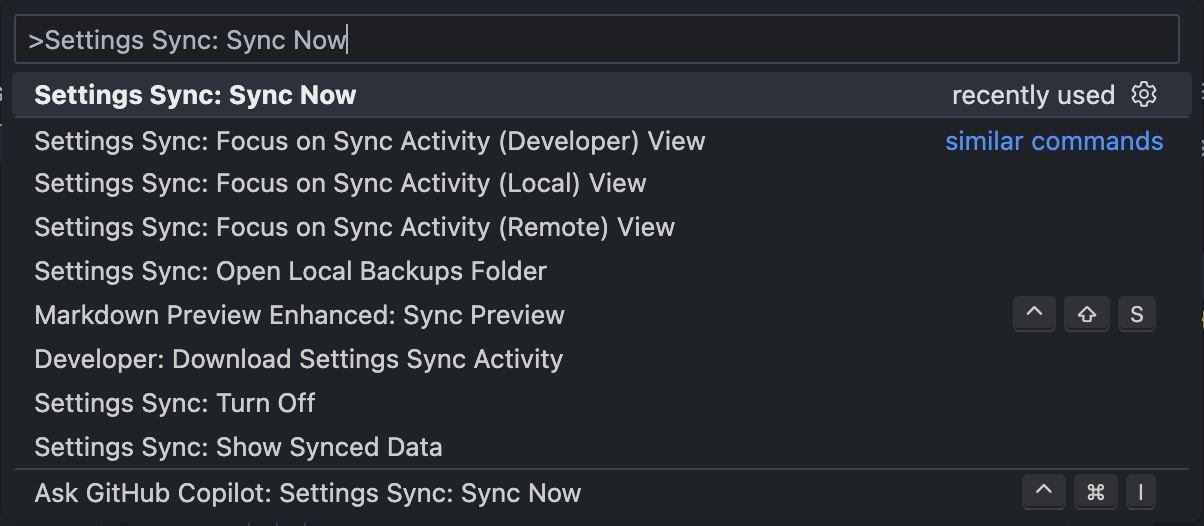 >Settings Sync: Sync Now
Settings Sync: Sync Now recently used
Settings Sync: Focus on Sync Activity (Developer) View similar commands
Settings Sync: Focus on Sync Activity (Local) View
Settings Sync: Focus on Sync Activity (Remote) View
Settings Sync: Open Local Backups Folder
Markdown Preview Enhanced: Sync Preview ⌃ ⇧ S
Developer: Download Settings Sync Activity
Settings Sync: Turn Off
Settings Sync: Show Synced Data
Ask GitHub Copilot: Settings Sync: Sync Now ⌃ ⌘ I